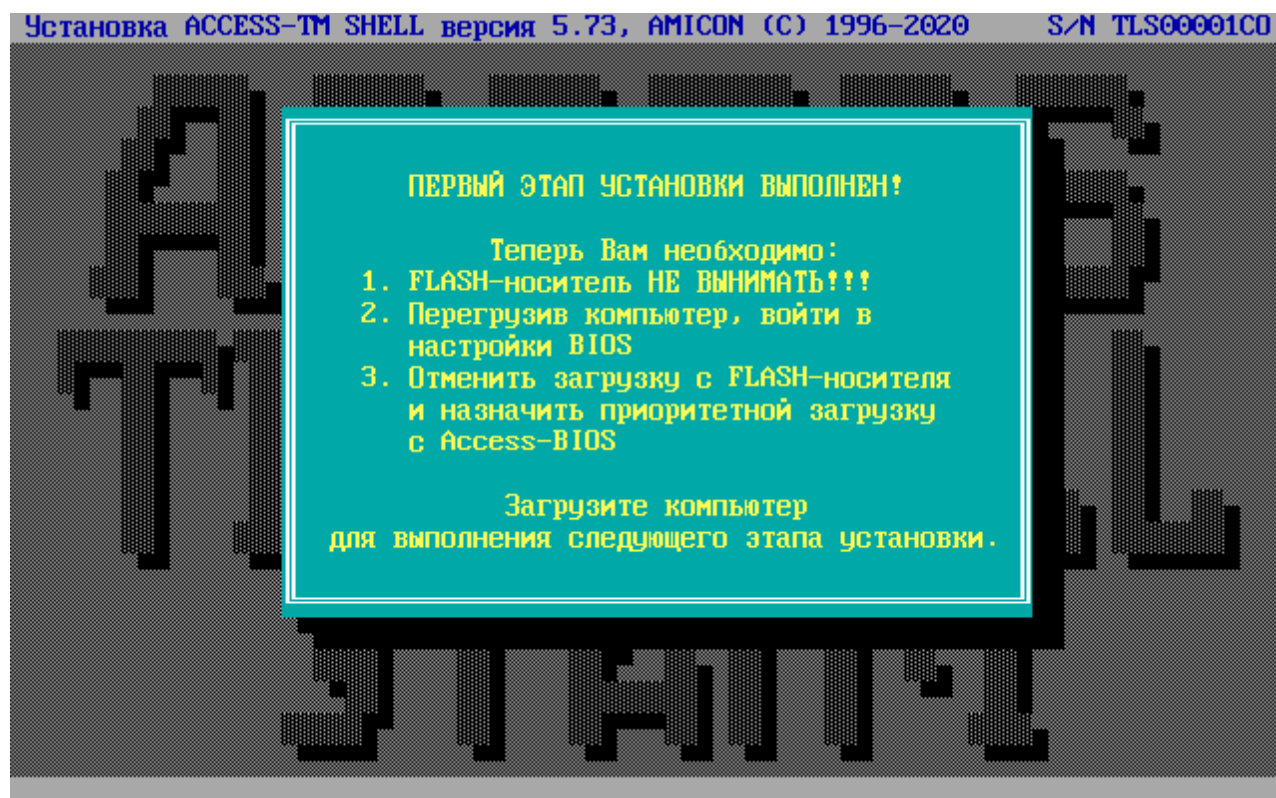 Установка ACCESS-TM SHELL версия 5.73, AMICON (C) 1996-2020 S/N TLS00001CO
ПЕРВЫЙ ЭТАП УСТАНОВКИ ВЫПОЛНЕН!
Теперь Вам необходимо:
1. FLASH-носитель НЕ ВЫНИМАТЬ!!!
2. Перегрузив компьютер, войти в
настройки BIOS
3. Отменить загрузку с FLASH-носителя
и назначить приоритетной загрузку
с Access-BIOS
Загрузите компьютер
для выполнения следующего этапа установки.